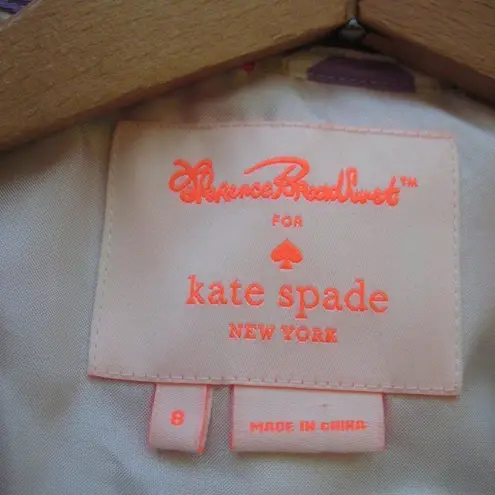 Florence Broadhurst™
FOR
kate spade
NEW YORK
8
MADE IN CHINA